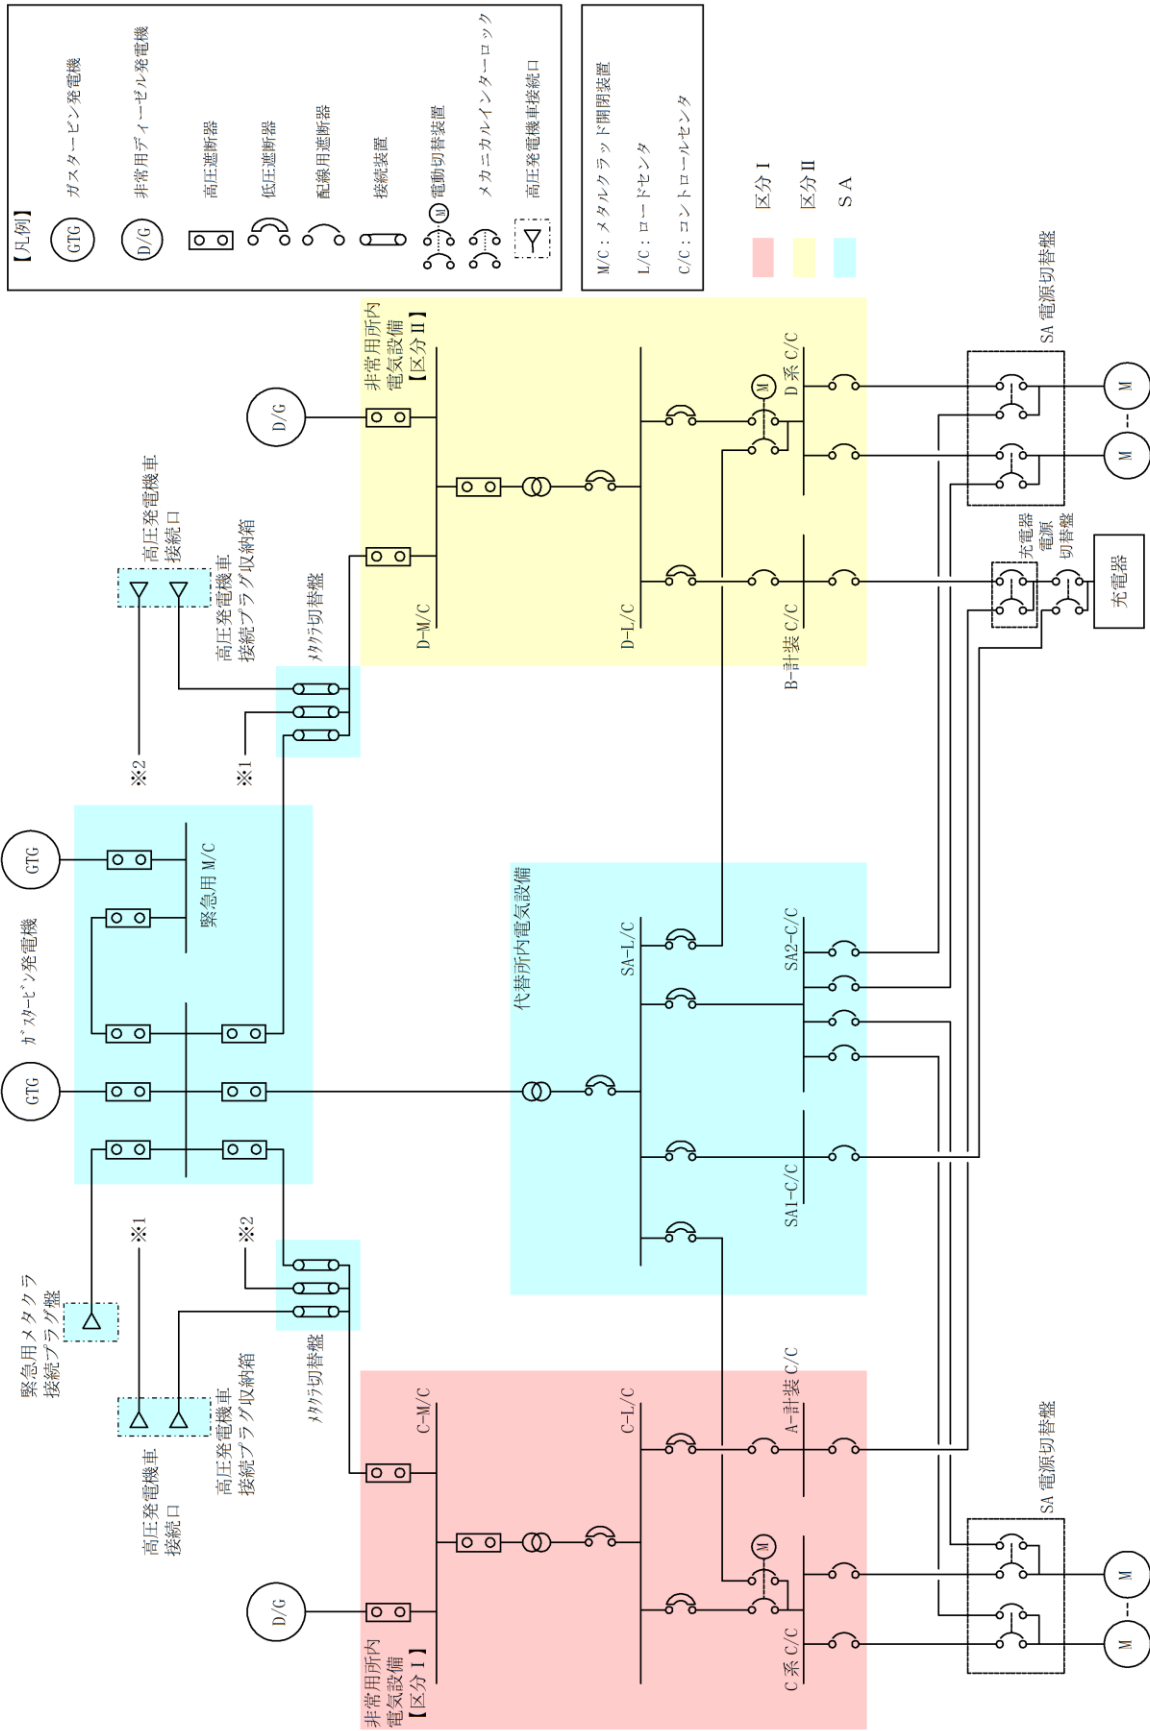 【凡例】
GTG
ガスタービン発電機
D/G
非常用ディーゼル発電機
高圧遮断器
低圧遮断器
配線用遮断器
接続装置
M
電動切替装置
メカニカルインターロック
高圧発電機車接続口
M/C：メタルクラッド開閉装置
L/C：ロードセンタ
C/C：コントロールセンタ
区分Ⅰ
区分Ⅱ
ＳＡ
GTG
ガスタービン発電機
GTG
緊急用 M/C
緊急用メタクラ
接続プラグ盤
高圧発電機車
接続口
※1
高圧発電機車
接続プラグ収納箱
※2
メタクラ切替盤
高圧発電機車
接続口
※2
高圧発電機車
接続プラグ収納箱
※1
メタクラ切替盤
D/G
非常用所内
電気設備
【区分Ⅰ】
C-M/C
C-L/C
M
C 系 C/C
A-計装 C/C
代替所内電気設備
SA-L/C
SA1-C/C
SA2-C/C
D/G
非常用所内
電気設備
【区分Ⅱ】
D-M/C
D-L/C
M
B-計装 C/C
D 系 C/C
SA 電源切替盤
M
M
充電器
電源
切替盤
充電器
SA 電源切替盤
M
M